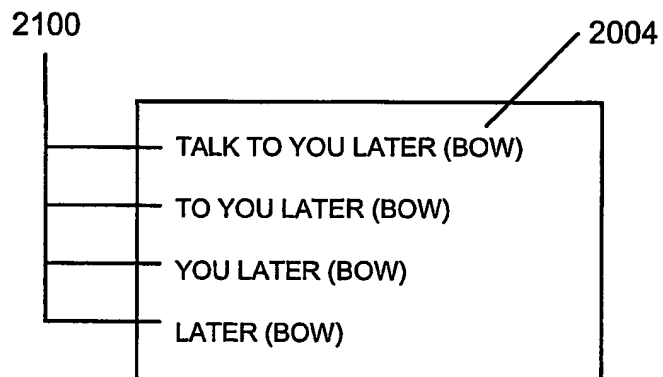 2100
2004
TALK TO YOU LATER (BOW)
TO YOU LATER (BOW)
YOU LATER (BOW)
LATER (BOW)